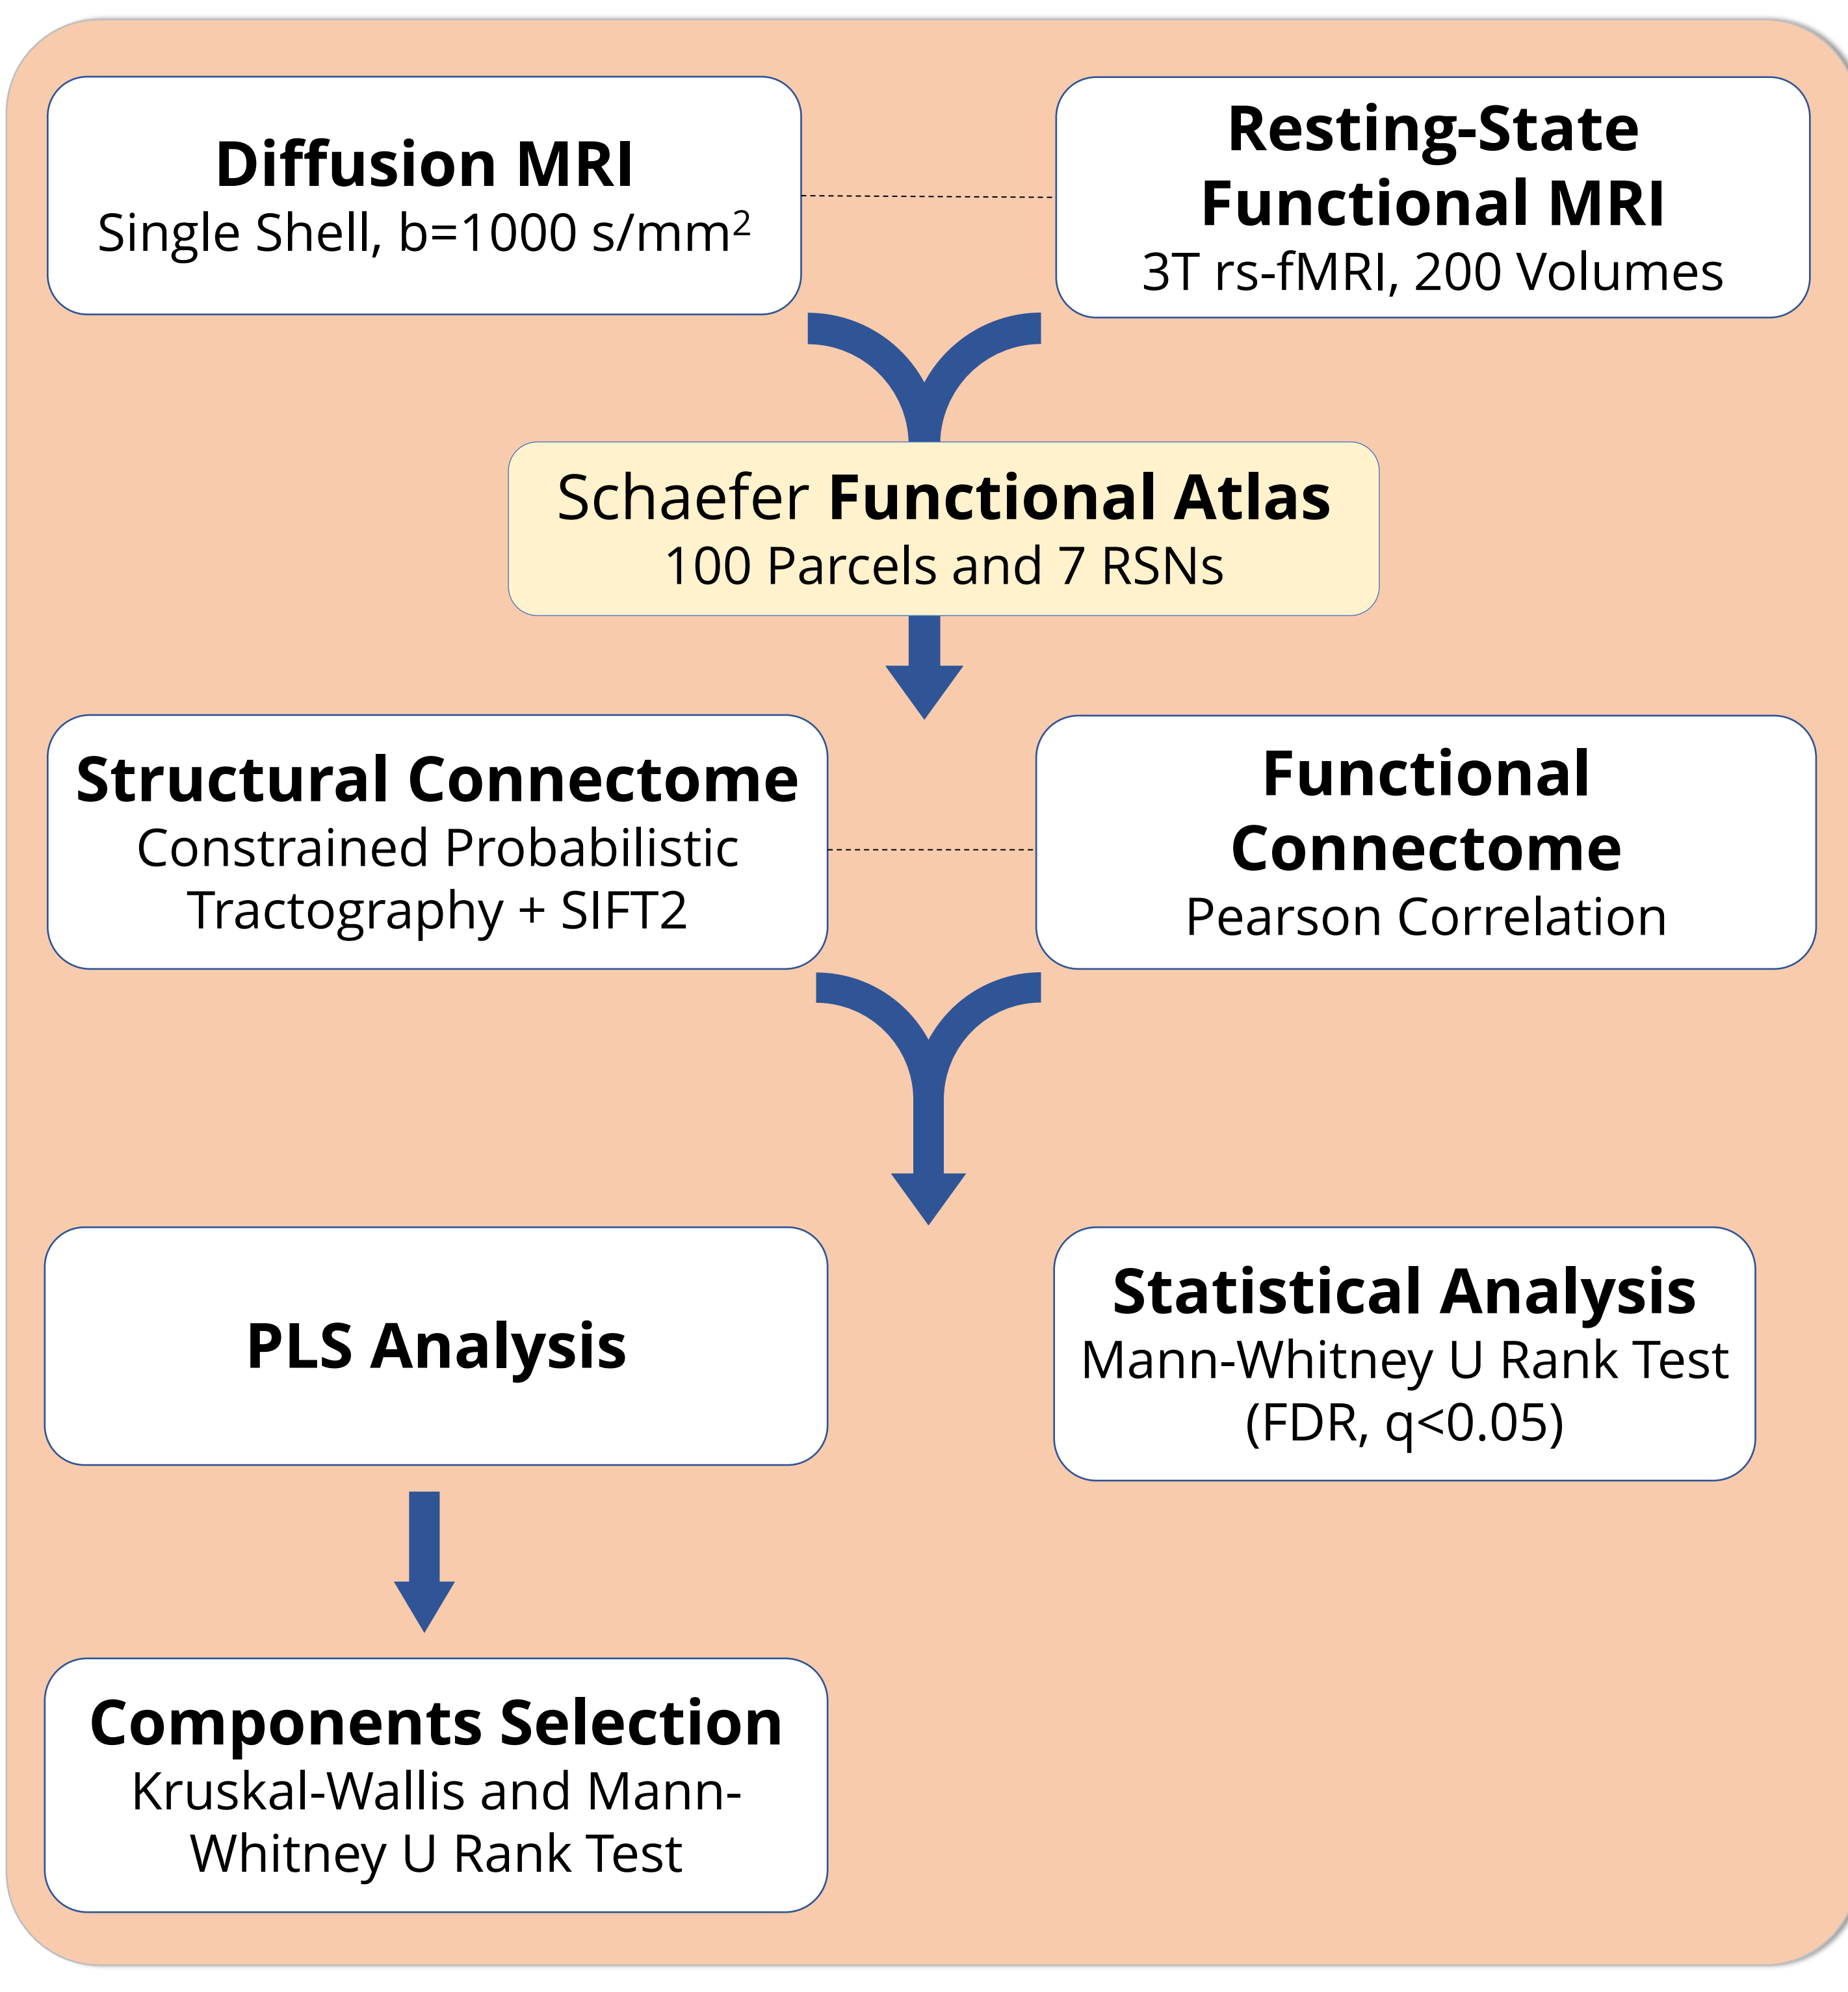 Diffusion MRI
Single Shell, b=1000 s/mm²
Resting-State
Functional MRI
3T rs-fMRI, 200 Volumes
Schaefer Functional Atlas
100 Parcels and 7 RSNs
Structural Connectome
Constrained Probabilistic
Tractography + SIFT2
Functional
Connectome
Pearson Correlation
PLS Analysis
Statistical Analysis
Mann-Whitney U Rank Test
(FDR, q<0.05)
Components Selection
Kruskal-Wallis and Mann-
Whitney U Rank Test